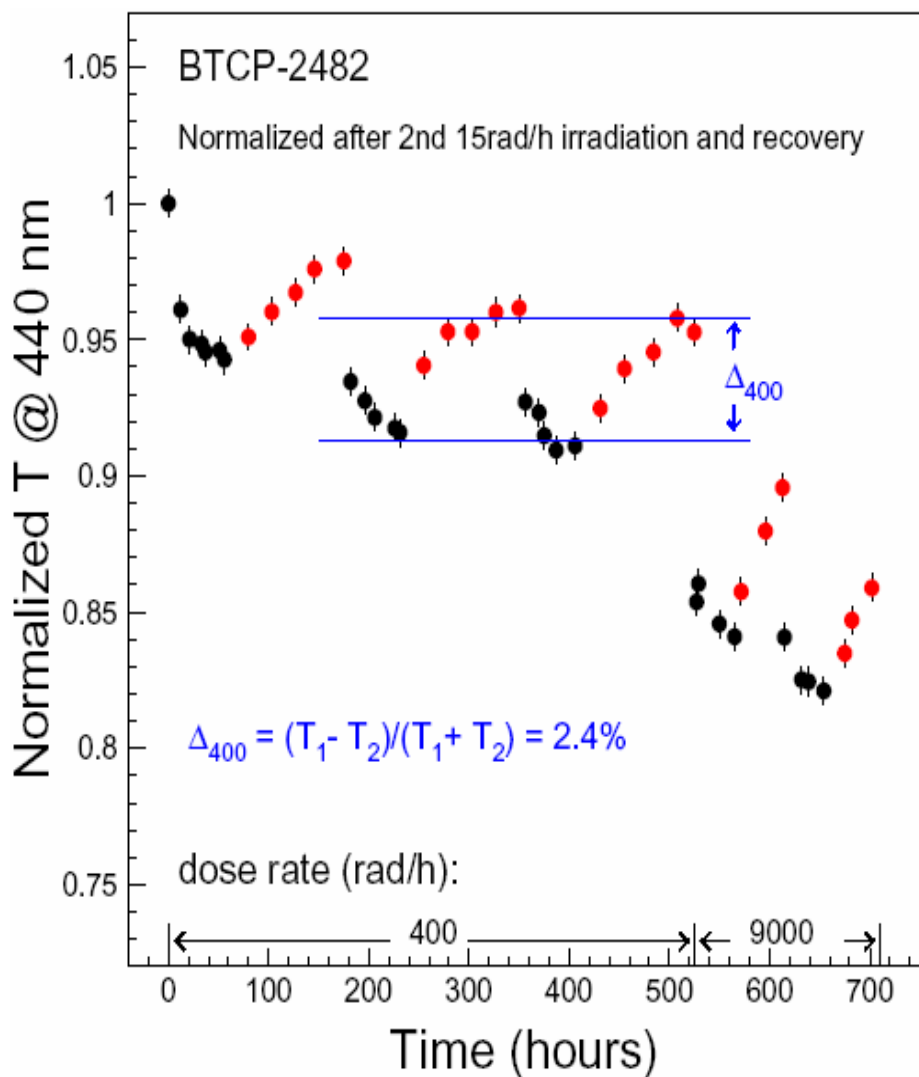 BTCP-2482
Normalized after 2nd 15rad/h irradiation and recovery
Normalized T @ 440 nm
1.05
1
0.95
0.9
0.85
0.8
0.75
Δ400
Δ400 = (T1- T2)/(T1+ T2) = 2.4%
dose rate (rad/h):
400
9000
0 100 200 300 400 500 600 700
Time (hours)